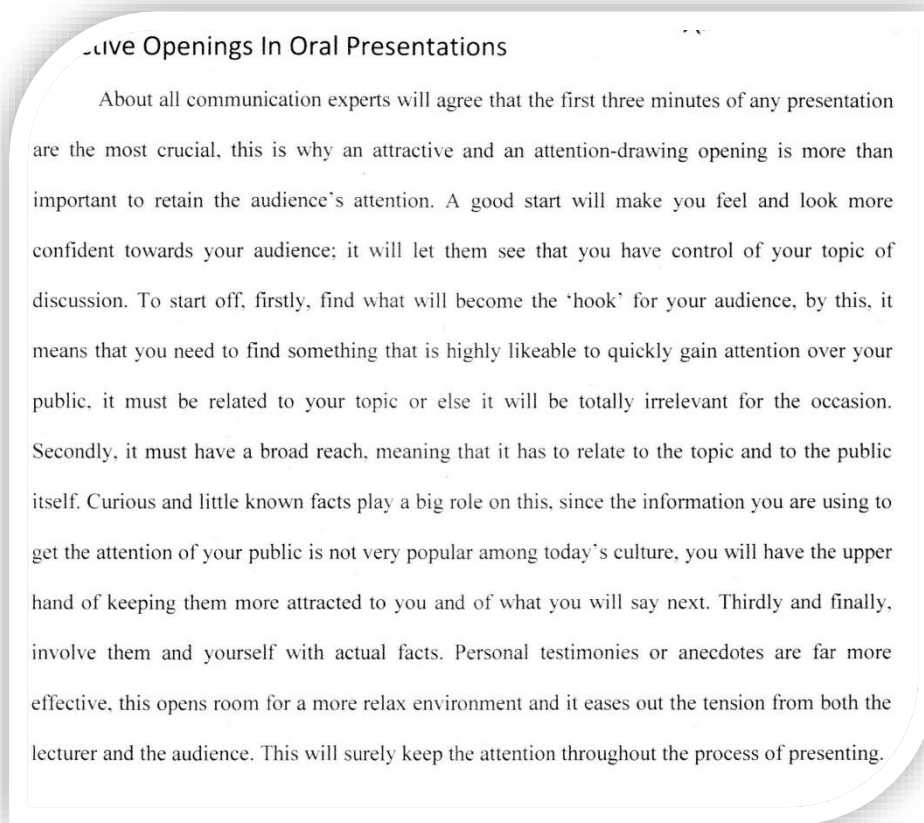 Openings In Oral Presentations
About all communication experts will agree that the first three minutes of any presentation
are the most crucial, this is why an attractive and an attention-drawing opening is more than
important to retain the audience's attention. A good start will make you feel and look more
confident towards your audience; it will let them see that you have control of your topic of
discussion. To start off, firstly, find what will become the 'hook' for your audience, by this, it
means that you need to find something that is highly likeable to quickly gain attention over your
public, it must be related to your topic or else it will be totally irrelevant for the occasion.
Secondly, it must have a broad reach, meaning that it has to relate to the topic and to the public
itself. Curious and little known facts play a big role on this, since the information you are using to
get the attention of your public is not very popular among today's culture, you will have the upper
hand of keeping them more attracted to you and of what you will say next. Thirdly and finally,
involve them and yourself with actual facts. Personal testimonies or anecdotes are far more
effective, this opens room for a more relax environment and it eases out the tension from both the
lecturer and the audience. This will surely keep the attention throughout the process of presenting.